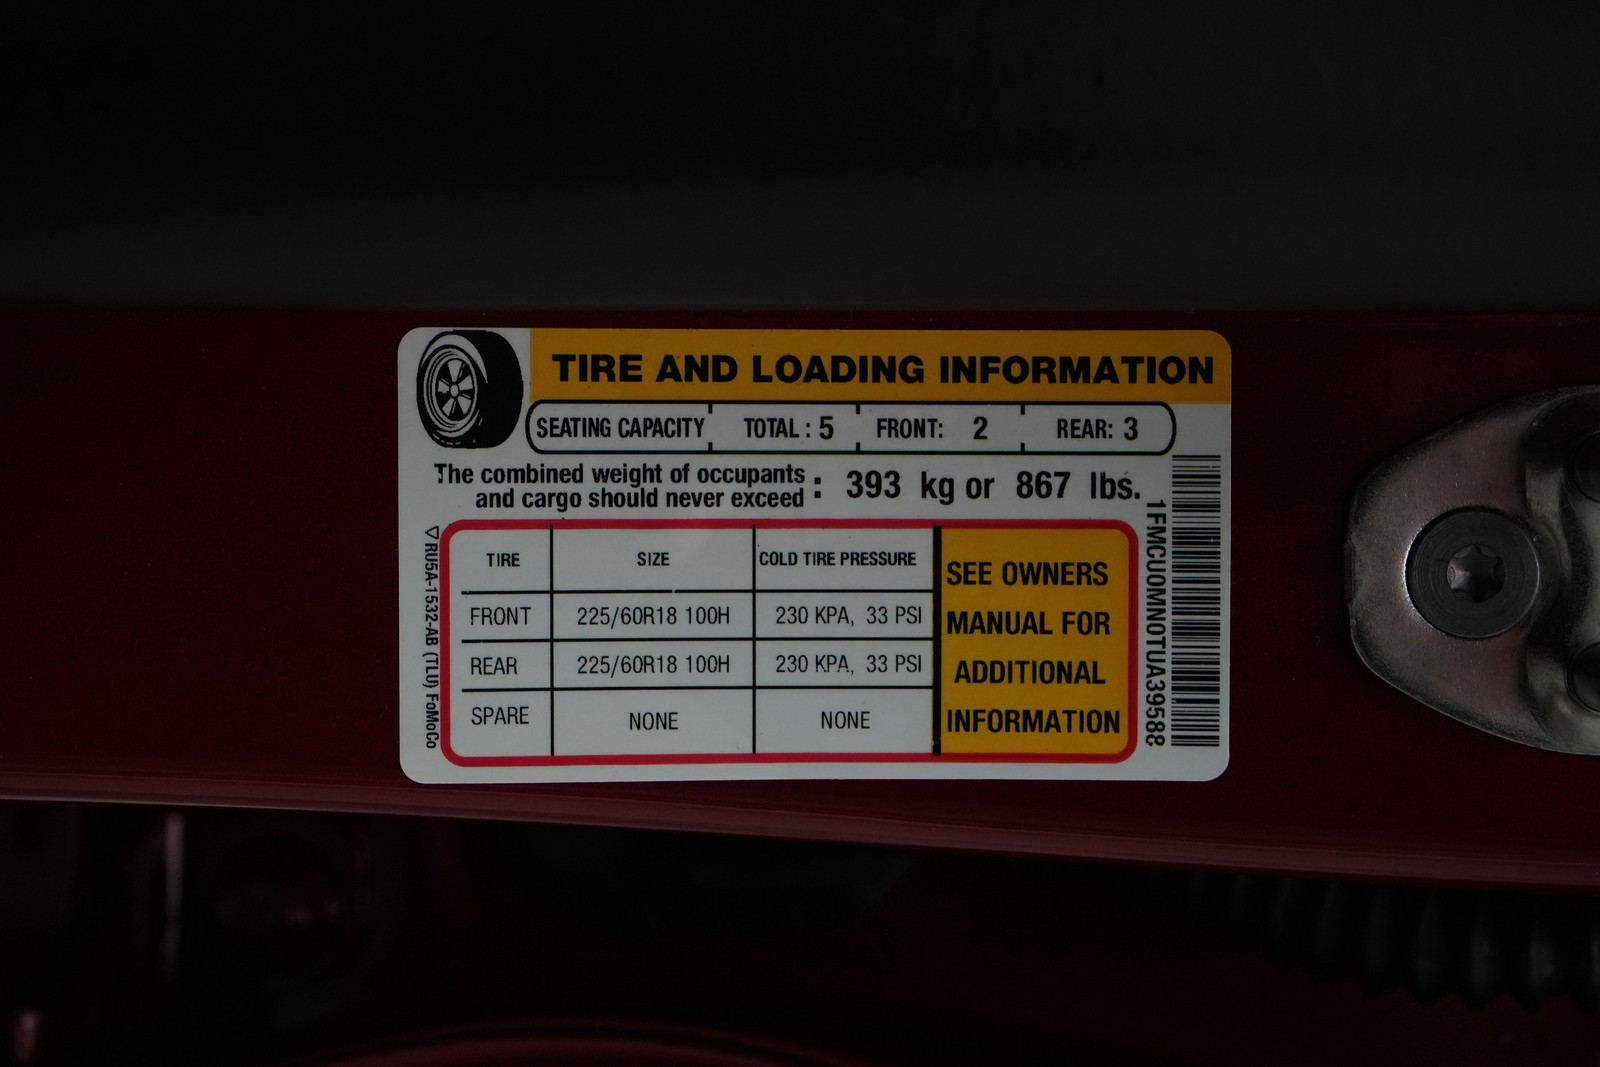 TIRE AND LOADING INFORMATION
SEATING CAPACITY TOTAL : 5 FRONT: 2 REAR: 3
The combined weight of occupants
and cargo should never exceed : 393 kg or 867 lbs.
TIRE SIZE COLD TIRE PRESSURE
FRONT 225/60R18 100H 230 KPA, 33 PSI
REAR 225/60R18 100H 230 KPA, 33 PSI
SPARE NONE NONE
SEE OWNERS
MANUAL FOR
ADDITIONAL
INFORMATION
RU5A-1532-AB (TLU) FoMoCo
1FMCU0MN0TUA39588